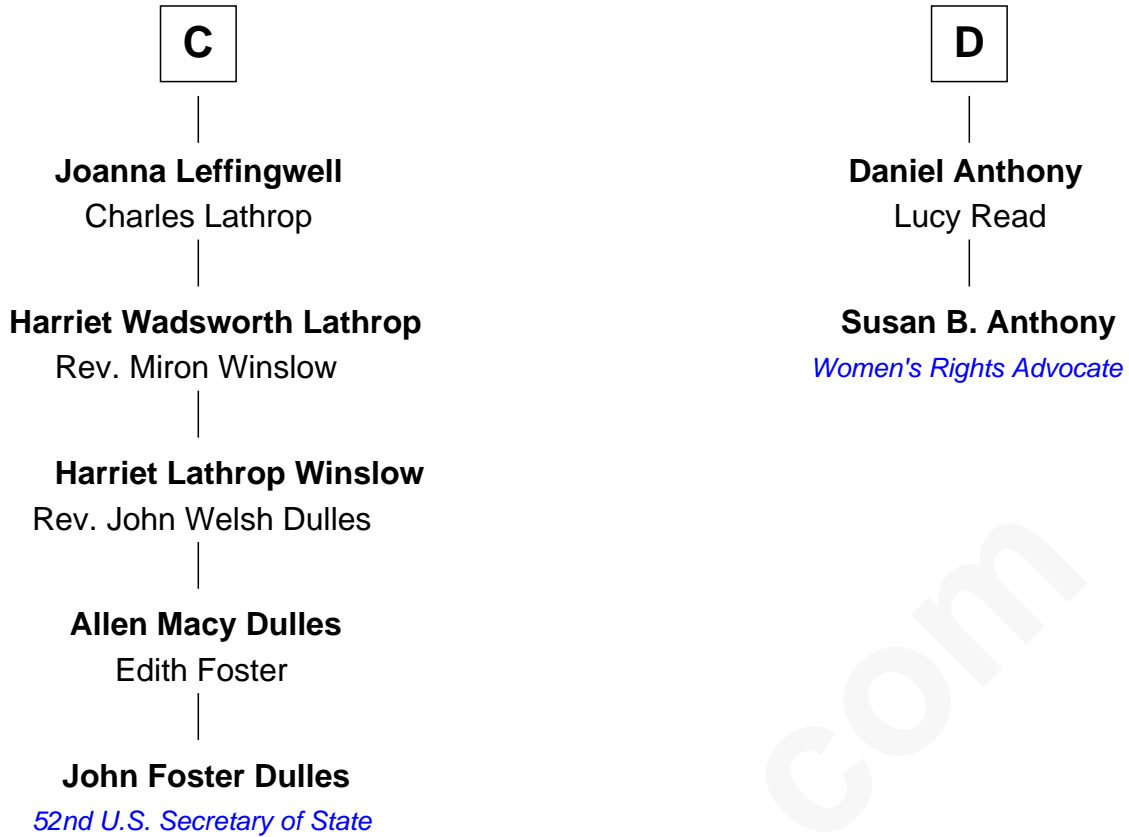 C
Joanna Leffingwell
Charles Lathrop
Harriet Wadsworth Lathrop
Rev. Miron Winslow
Harriet Lathrop Winslow
Rev. John Welsh Dulles
Allen Macy Dulles
Edith Foster
John Foster Dulles
52nd U.S. Secretary of State
D
Daniel Anthony
Lucy Read
Susan B. Anthony
Women's Rights Advocate
com